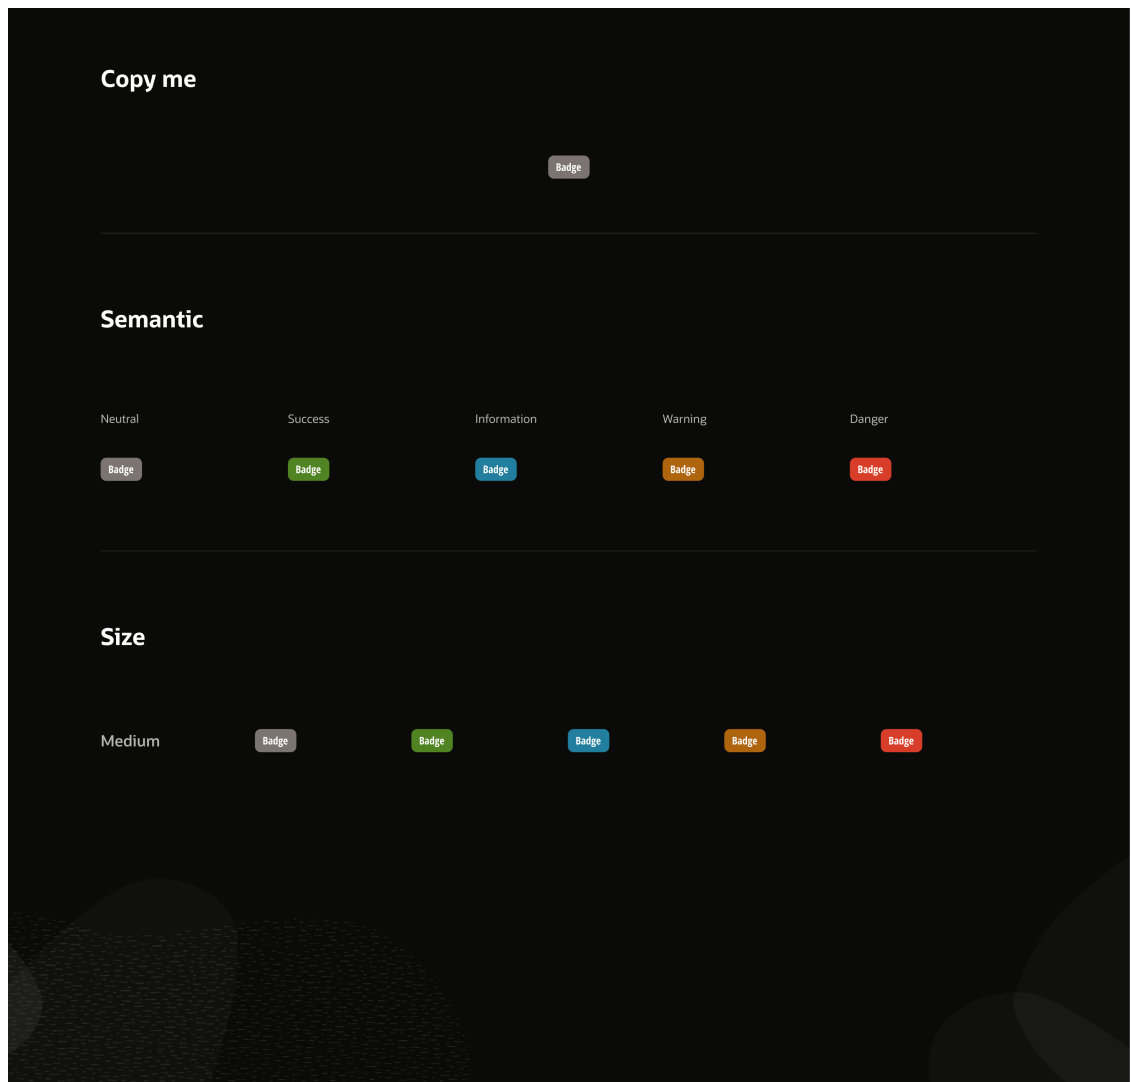 Copy me
Badge
Semantic
Neutral Success Information Warning Danger
Badge Badge Badge Badge Badge
Size
Medium Badge Badge Badge Badge Badge